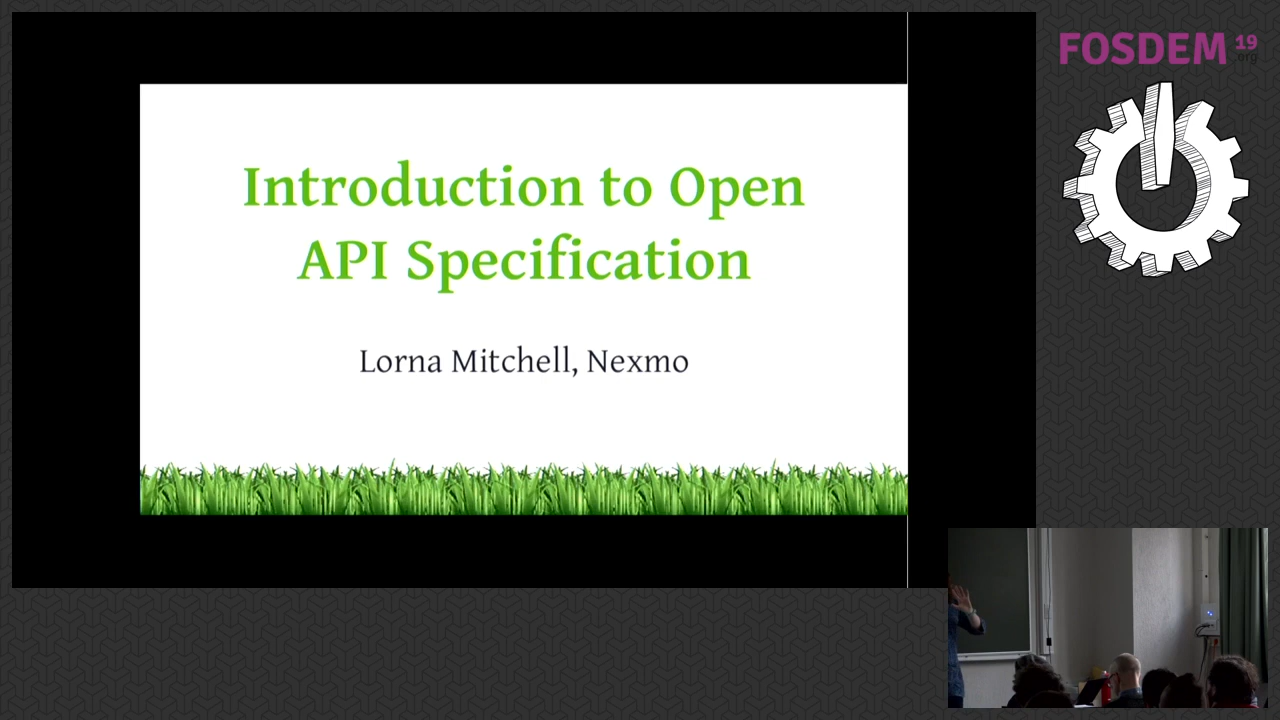 Introduction to Open
API Specification
Lorna Mitchell, Nexmo
FOSDEM 19
.org